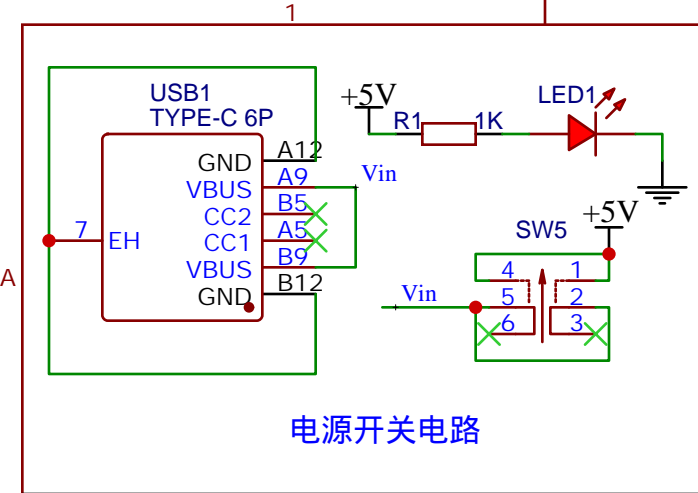 1
A
USB1
TYPE-C 6P
GND A12
VBUS A9
CC2 B5
7 EH CC1 A5
VBUS B9
GND B12
Vin
+5V
R1 1K
LED1
+5V
SW5
Vin
4 1
5 2
6 3
电源开关电路